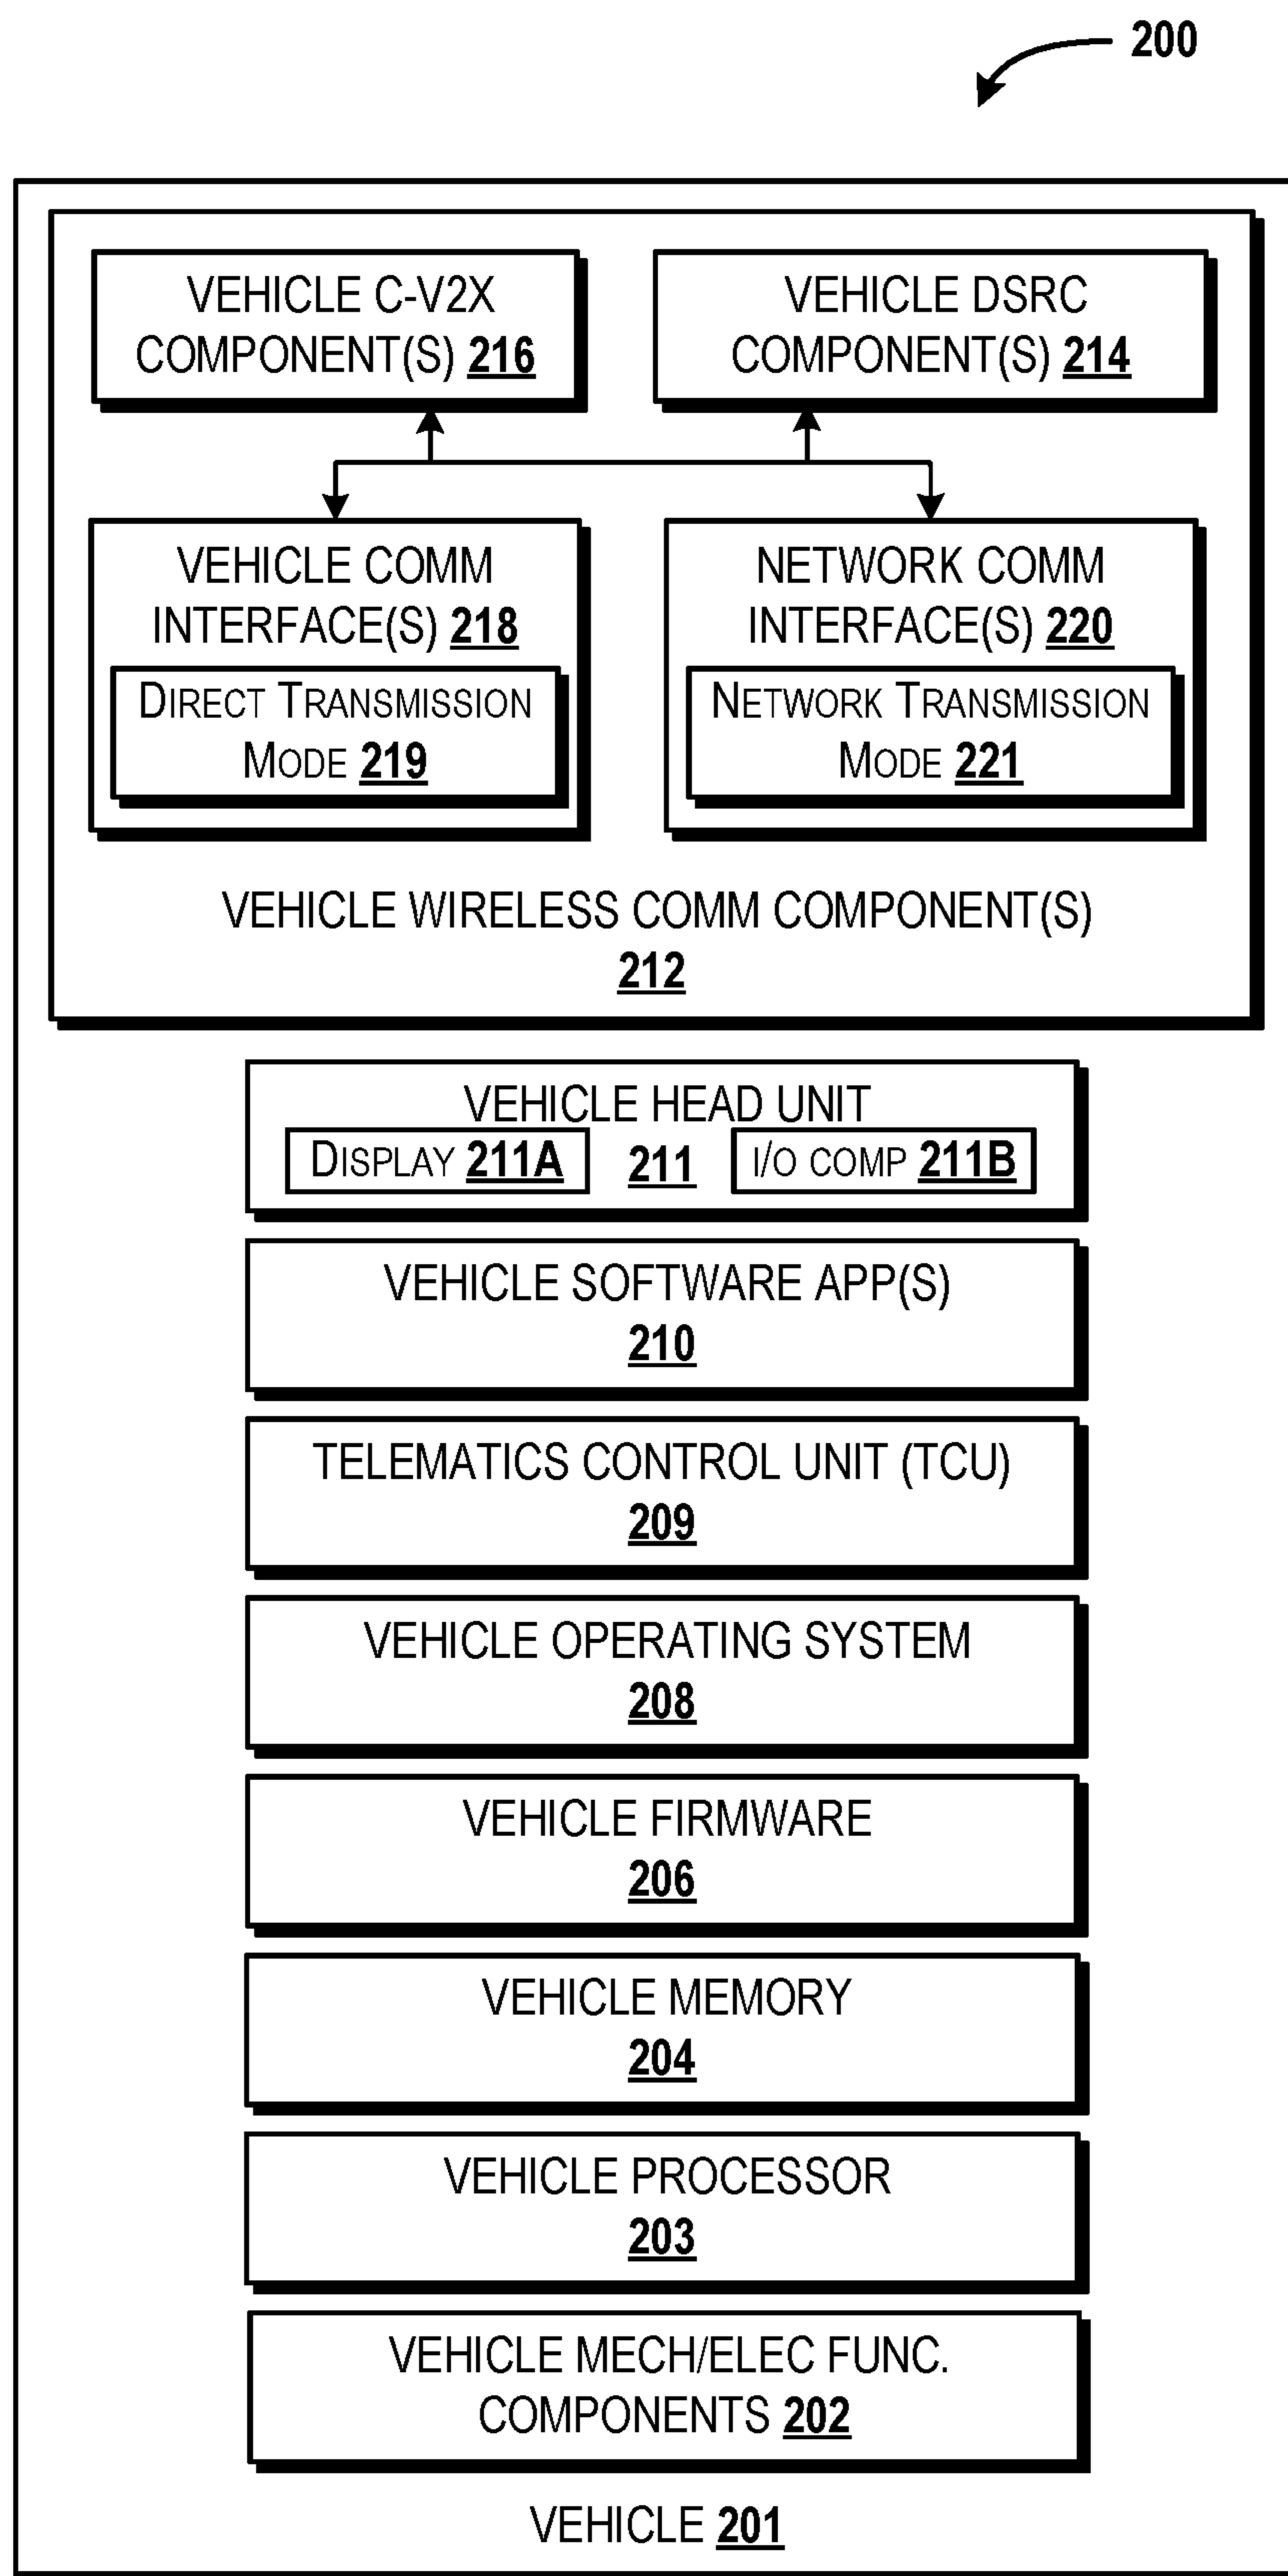 200
VEHICLE C-V2X
COMPONENT(S) 216
VEHICLE DSRC
COMPONENT(S) 214
VEHICLE COMM
INTERFACE(S) 218
DIRECT TRANSMISSION
MODE 219
NETWORK COMM
INTERFACE(S) 220
NETWORK TRANSMISSION
MODE 221
VEHICLE WIRELESS COMM COMPONENT(S)
212
VEHICLE HEAD UNIT
DISPLAY 211A 211 I/O COMP 211B
VEHICLE SOFTWARE APP(S)
210
TELEMATICS CONTROL UNIT (TCU)
209
VEHICLE OPERATING SYSTEM
208
VEHICLE FIRMWARE
206
VEHICLE MEMORY
204
VEHICLE PROCESSOR
203
VEHICLE MECH/ELEC FUNC.
COMPONENTS 202
VEHICLE 201